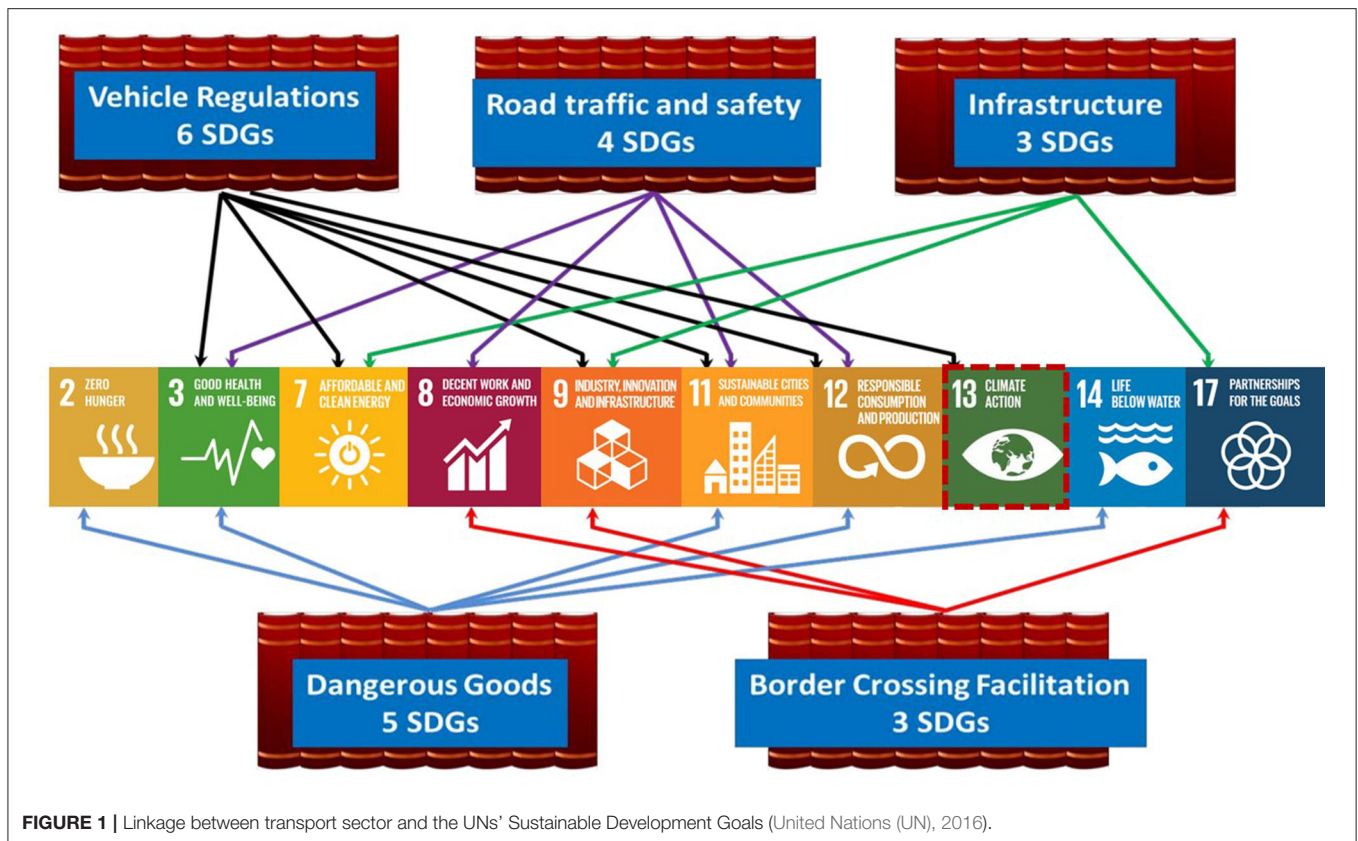 Vehicle Regulations
6 SDGs
Road traffic and safety
4 SDGs
Infrastructure
3 SDGs
2 ZERO
HUNGER
3 GOOD HEALTH
AND WELL-BEING
7 AFFORDABLE AND
CLEAN ENERGY
8 DECENT WORK AND
ECONOMIC GROWTH
9 INDUSTRY, INNOVATION
AND INFRASTRUCTURE
11 SUSTAINABLE CITIES
AND COMMUNITIES
12 RESPONSIBLE
CONSUMPTION
AND PRODUCTION
13 CLIMATE
ACTION
14 LIFE
BELOW WATER
17 PARTNERSHIPS
FOR THE GOALS
Dangerous Goods
5 SDGs
Border Crossing Facilitation
3 SDGs
FIGURE 1 | Linkage between transport sector and the UNs' Sustainable Development Goals (United Nations (UN), 2016).